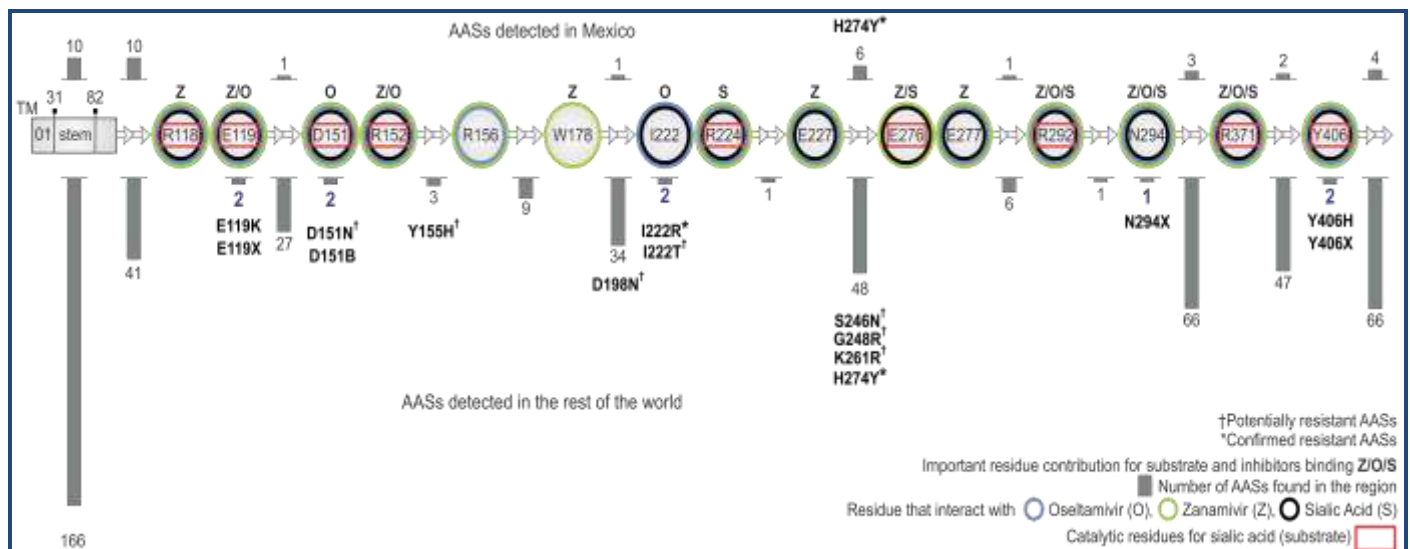 AASs detected in Mexico
H274Y*
10 10 1 1 6 1 3 2 4
Z Z/O O Z/O Z O S Z Z/S Z Z/O/S Z/O/S Z/O/S
TM 31 82
01 stem R118 E119 D151 R152 R156 W178 I222 R224 E227 E276 E277 R292 N294 R371 Y406
2 2 3 9 2 1 6 1 1 2
E119K
E119X
27
D151N†
D151B
Y155H†
I222R*
I222T†
N294X
Y406H
Y406X
41 34 48 47
D198N†
66 66
S246N†
G248R†
K261R†
H274Y*
AASs detected in the rest of the world
†Potentially resistant AASs
*Confirmed resistant AASs
Important residue contribution for substrate and inhibitors binding Z/O/S
Number of AASs found in the region
Residue that interact with Oseltamivir (O), Zanamivir (Z), Sialic Acid (S)
Catalytic residues for sialic acid (substrate)
166